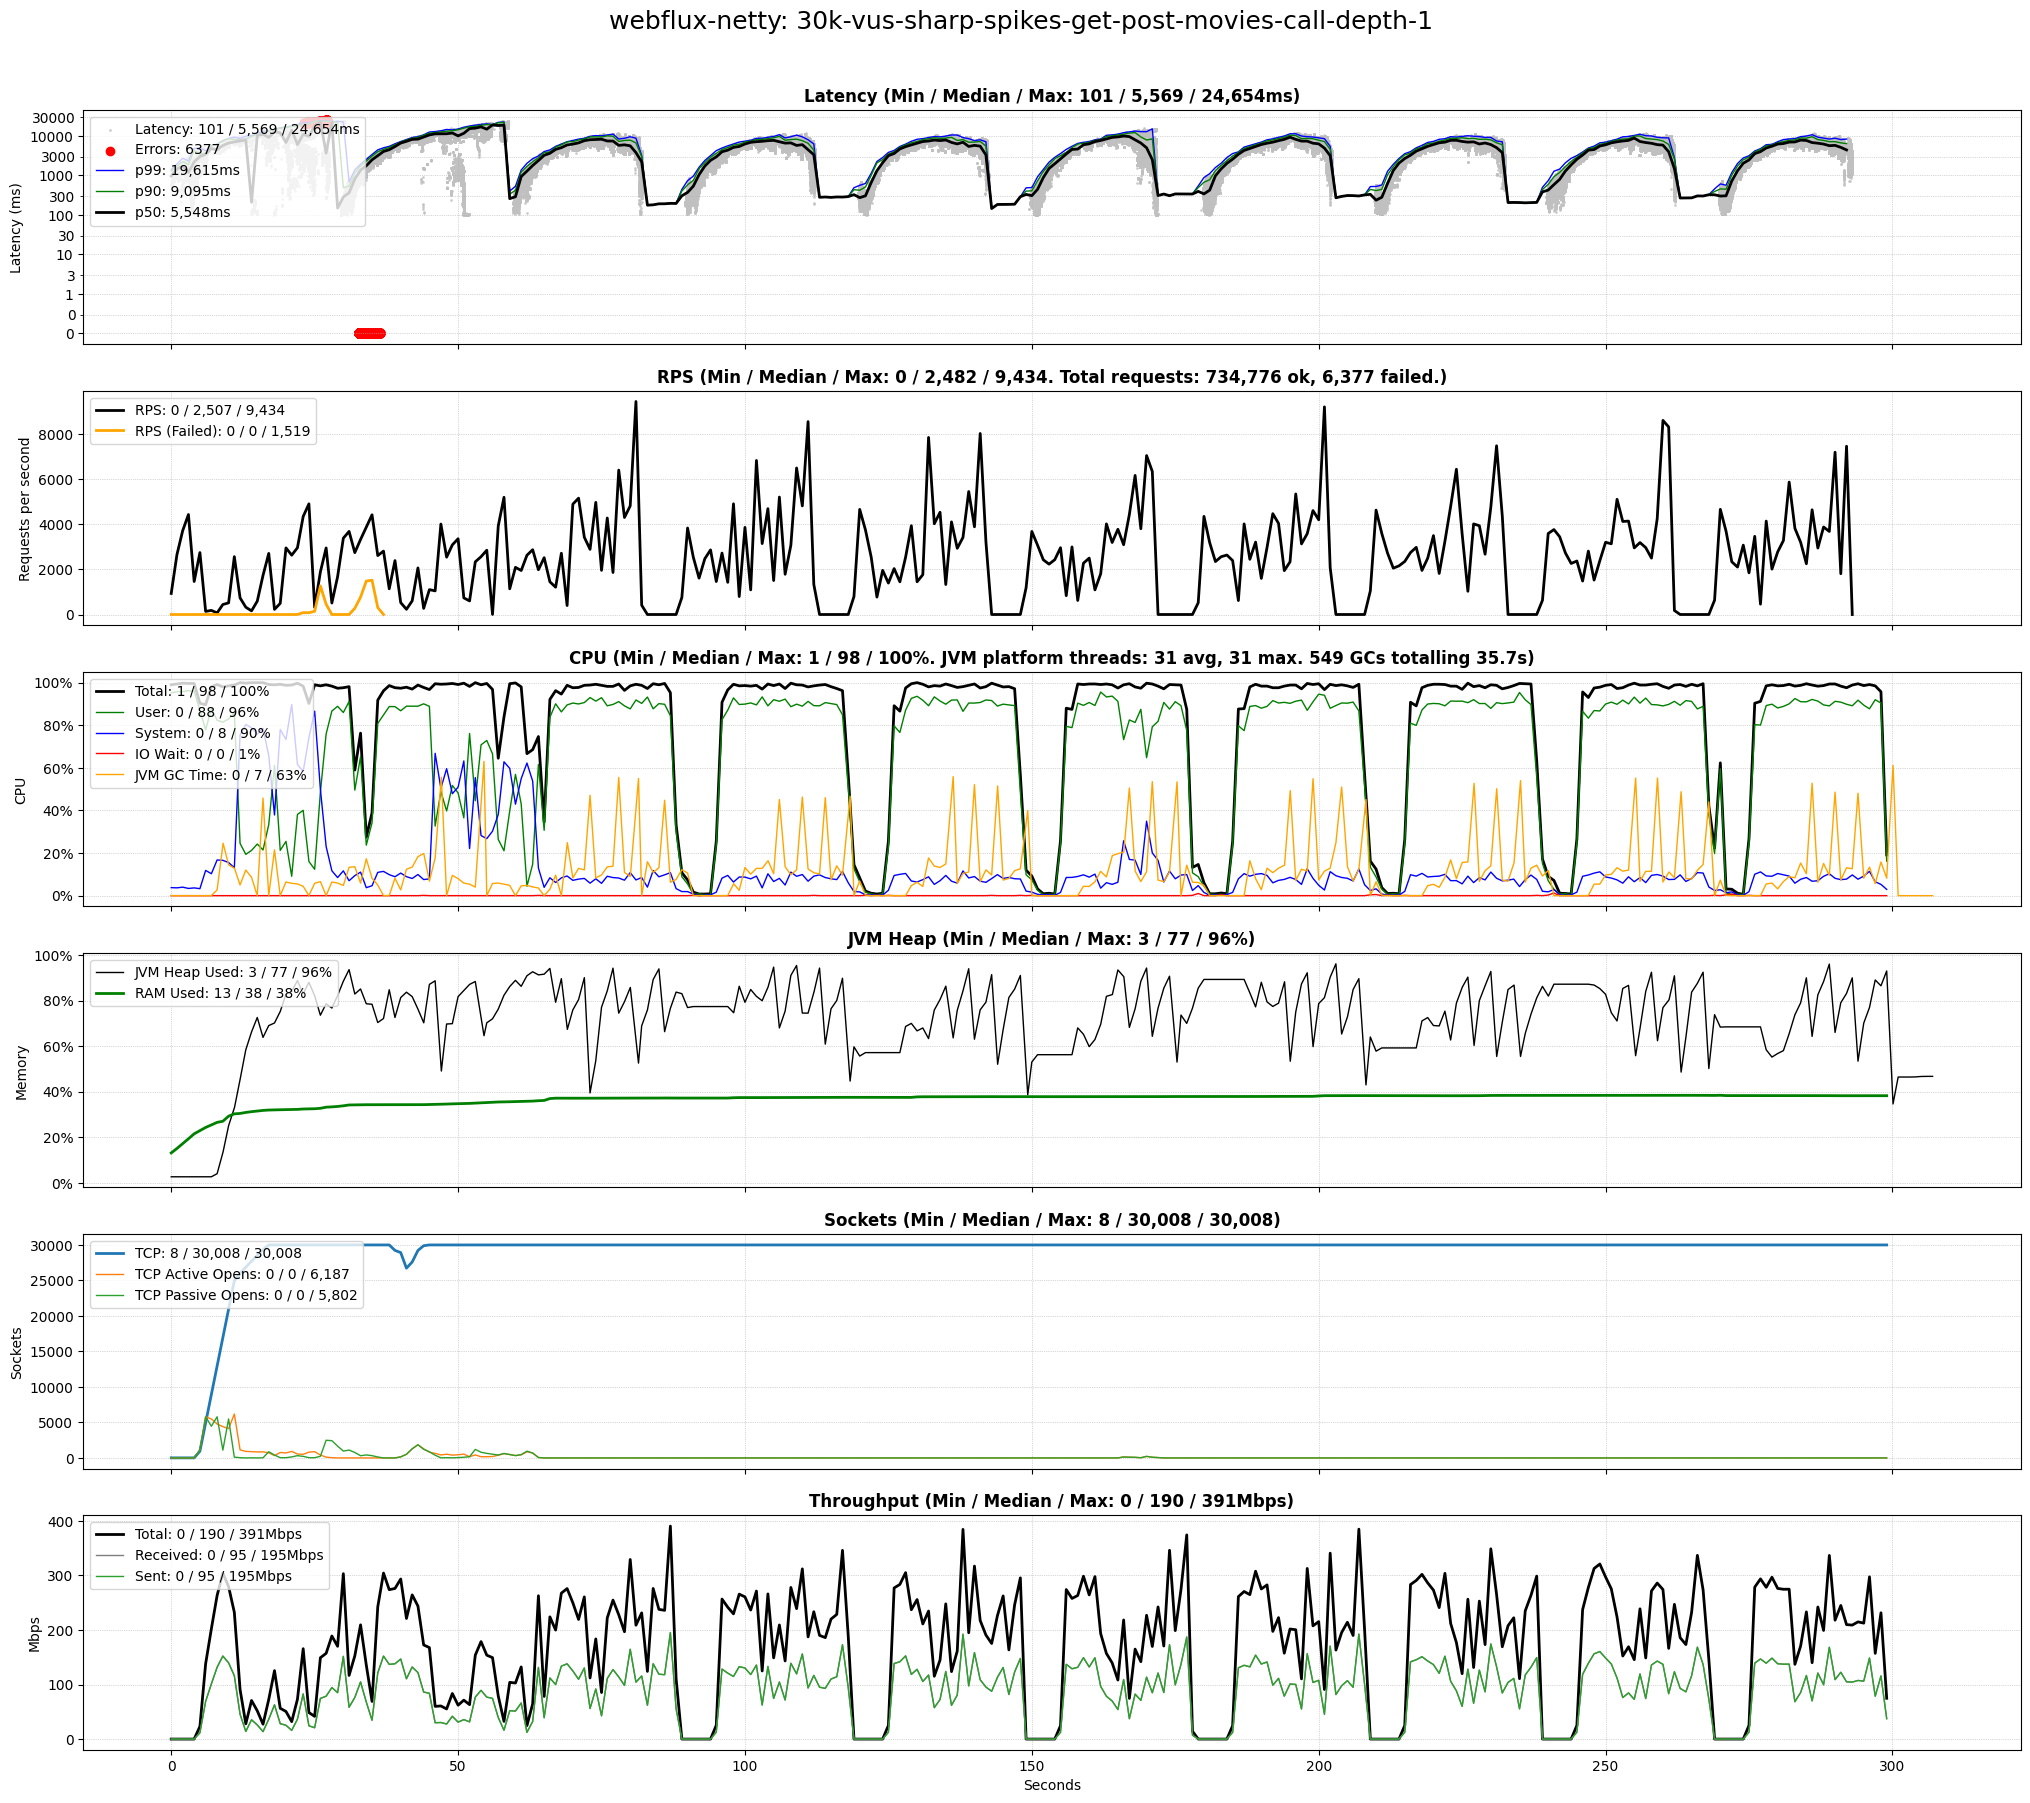 webflux-netty: 30k-vus-sharp-spikes-get-post-movies-call-depth-1
Latency (Min / Median / Max: 101 / 5,569 / 24,654ms)
Latency (ms)
30000
10000
3000
1000
300
100
30
10
3
1
0
0
Latency: 101 / 5,569 / 24,654ms
Errors: 6377
p99: 19,615ms
p90: 9,095ms
p50: 5,548ms
RPS (Min / Median / Max: 0 / 2,482 / 9,434. Total requests: 734,776 ok, 6,377 failed.)
Requests per second
8000
6000
4000
2000
0
RPS: 0 / 2,507 / 9,434
RPS (Failed): 0 / 0 / 1,519
CPU (Min / Median / Max: 1 / 98 / 100%. JVM platform threads: 31 avg, 31 max. 549 GCs totalling 35.7s)
CPU
100%
80%
60%
40%
20%
0%
Total: 1 / 98 / 100%
User: 0 / 88 / 96%
System: 0 / 8 / 90%
IO Wait: 0 / 0 / 1%
JVM GC Time: 0 / 7 / 63%
JVM Heap (Min / Median / Max: 3 / 77 / 96%)
Memory
100%
80%
60%
40%
20%
0%
JVM Heap Used: 3 / 77 / 96%
RAM Used: 13 / 38 / 38%
Sockets (Min / Median / Max: 8 / 30,008 / 30,008)
Sockets
30000
25000
20000
15000
10000
5000
0
TCP: 8 / 30,008 / 30,008
TCP Active Opens: 0 / 0 / 6,187
TCP Passive Opens: 0 / 0 / 5,802
Throughput (Min / Median / Max: 0 / 190 / 391Mbps)
Mbps
400
300
200
100
0
Total: 0 / 190 / 391Mbps
Received: 0 / 95 / 195Mbps
Sent: 0 / 95 / 195Mbps
0 50 100 150 200 250 300
Seconds